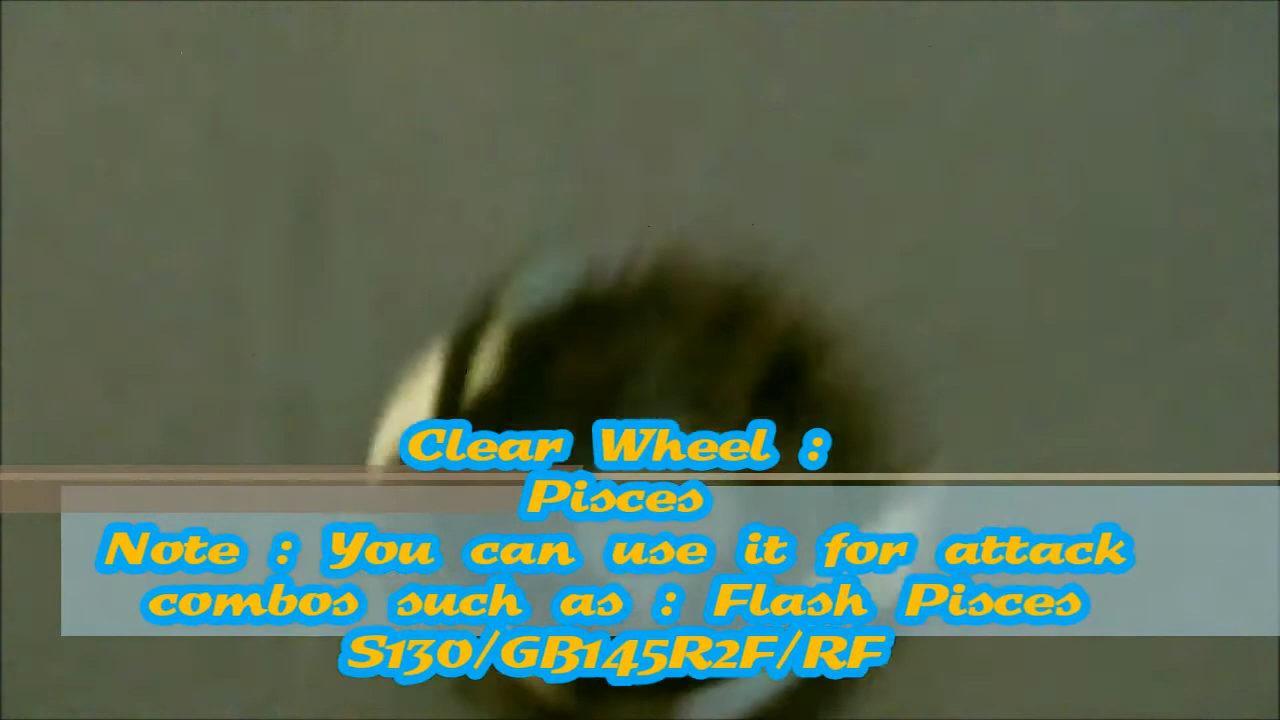 Clear Wheel :
Pisces
Note : You can use it for attack
combos such as : Flash Pisces
S130/GB145R2F/RF